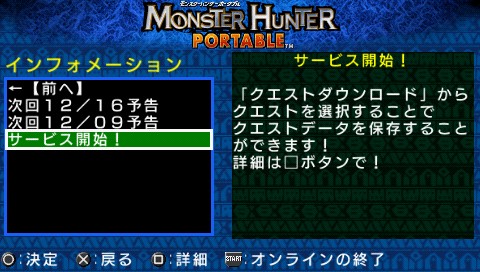 モンスターハンターポータブル
MONSTER HUNTER
PORTABLE™
インフォメーション
←【前へ】
次回12／16予告
次回12／09予告
サービス開始！
サービス開始！
「クエストダウンロード」から
クエストを選択することで
クエストデータを保存すること
ができます！
詳細は□ボタンで！
○:決定 ×:戻る □:詳細 START:オンラインの終了